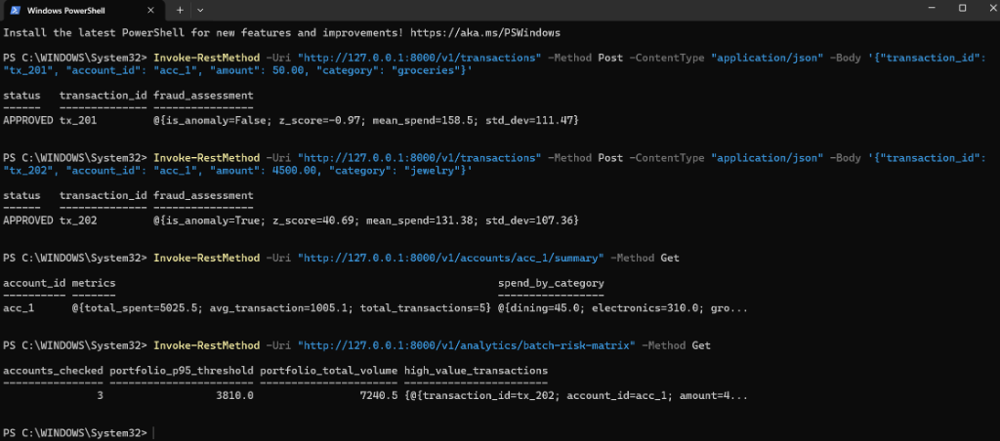 Windows PowerShell
Install the latest PowerShell for new features and improvements! https://aka.ms/PSWindows
PS C:\WINDOWS\System32> Invoke-RestMethod -Uri "http://127.0.0.1:8000/v1/transactions" -Method Post -ContentType "application/json" -Body '{"transaction_id":
"tx_201", "account_id": "acc_1", "amount": 50.00, "category": "groceries"}'
status   transaction_id fraud_assessment
------   -------------- ----------------
APPROVED tx_201         @{is_anomaly=False; z_score=-0.97; mean_spend=158.5; std_dev=111.47}
PS C:\WINDOWS\System32> Invoke-RestMethod -Uri "http://127.0.0.1:8000/v1/transactions" -Method Post -ContentType "application/json" -Body '{"transaction_id":
"tx_202", "account_id": "acc_1", "amount": 4500.00, "category": "jewelry"}'
status   transaction_id fraud_assessment
------   -------------- ----------------
APPROVED tx_202         @{is_anomaly=True; z_score=40.69; mean_spend=131.38; std_dev=107.36}
PS C:\WINDOWS\System32> Invoke-RestMethod -Uri "http://127.0.0.1:8000/v1/accounts/acc_1/summary" -Method Get
account_id metrics                                                          spend_by_category
---------- -------                                                          -----------------
acc_1      @{total_spent=5025.5; avg_transaction=1005.1; total_transactions=5} @{dining=45.0; electronics=310.0; gro...
PS C:\WINDOWS\System32> Invoke-RestMethod -Uri "http://127.0.0.1:8000/v1/analytics/batch-risk-matrix" -Method Get
accounts_checked portfolio_p95_threshold portfolio_total_volume high_value_transactions
---------------- ----------------------- ---------------------- -----------------------
               3                  3810.0                 7240.5 {@{transaction_id=tx_202; account_id=acc_1; amount=4...
PS C:\WINDOWS\System32>